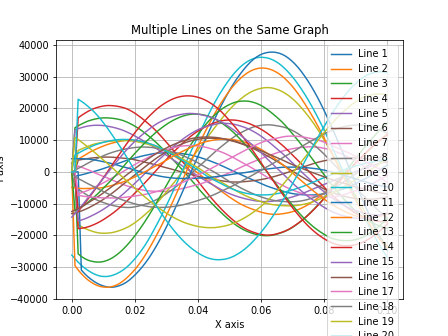 Multiple Lines on the Same Graph
40000
30000
20000
10000
0
−10000
−20000
−30000
−40000
0.00
0.02
0.04
0.06
X axis
axis
Line 1
Line 2
Line 3
Line 4
Line 5
Line 6
Line 7
Line 8
Line 9
Line 10
Line 11
Line 12
Line 13
Line 14
Line 15
Line 16
Line 17
Line 18
Line 19
Line 20